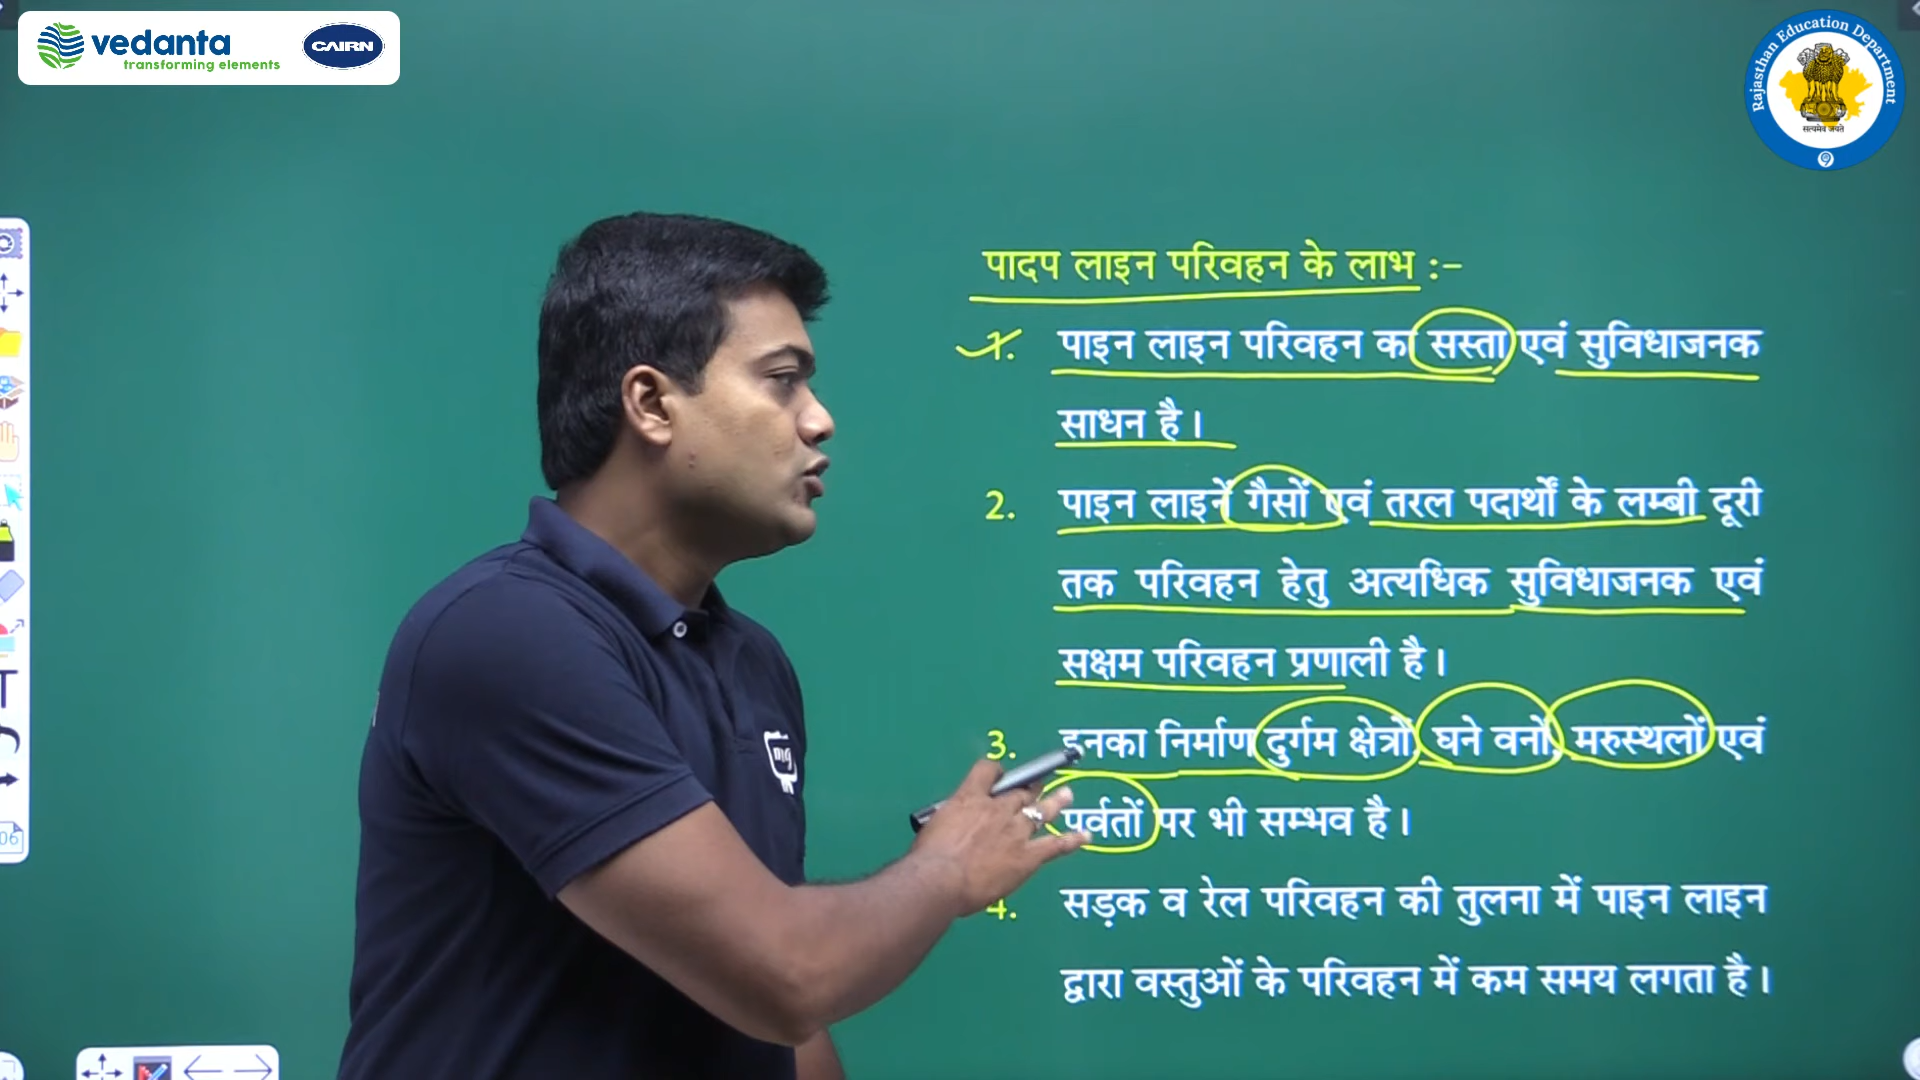 vedanta
transforming elements
CAIRN
Rajasthan Education Department
सत्यमेव जयते
पादप लाइन परिवहन के लाभ :-
1. पाइन लाइन परिवहन का सस्ता एवं सुविधाजनक
साधन है।
2. पाइन लाइनें गैसों एवं तरल पदार्थों के लम्बी दूरी
तक परिवहन हेतु अत्यधिक सुविधाजनक एवं
सक्षम परिवहन प्रणाली है।
3. इनका निर्माण दुर्गम क्षेत्रों, घने वनों, मरुस्थलों एवं
पर्वतों पर भी सम्भव है।
4. सड़क व रेल परिवहन की तुलना में पाइन लाइन
द्वारा वस्तुओं के परिवहन में कम समय लगता है।